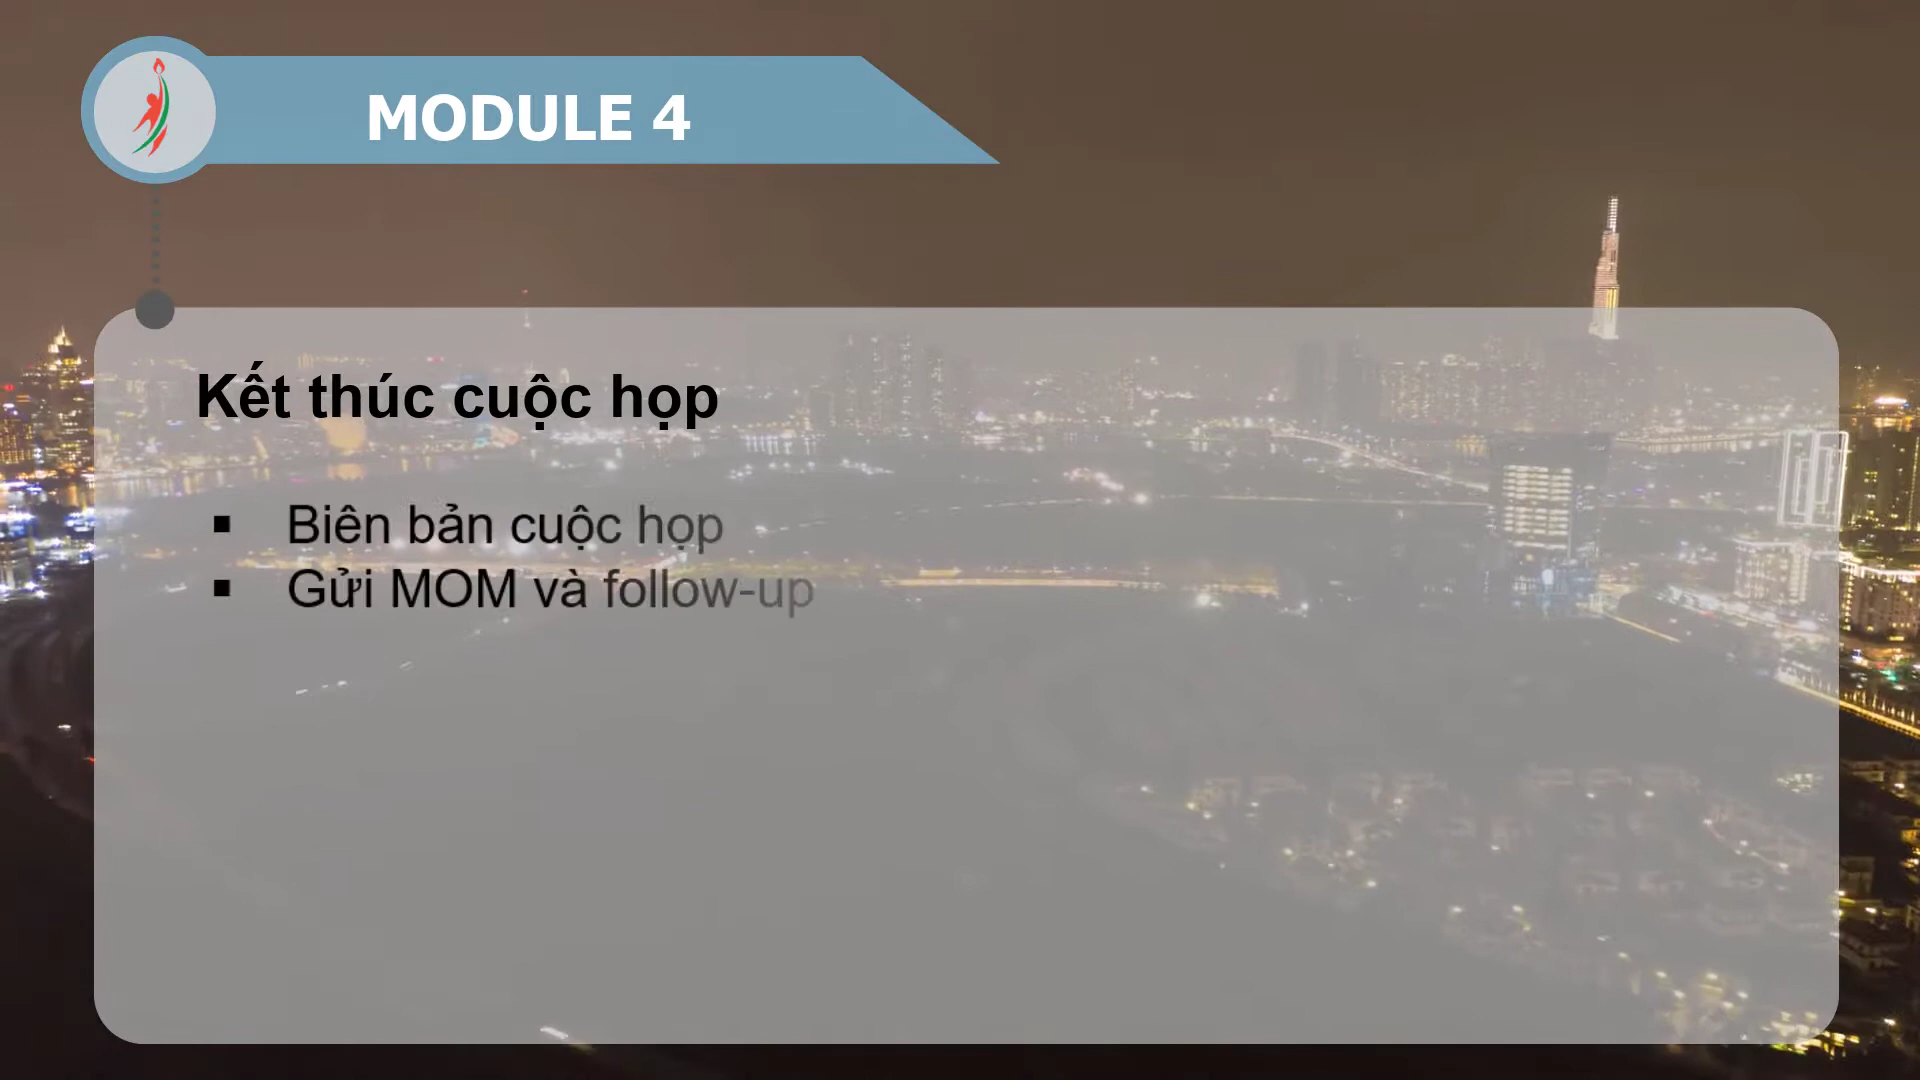 MODULE 4
Kết thúc cuộc họp
▪ Biên bản cuộc họp
▪ Gửi MOM và follow-up